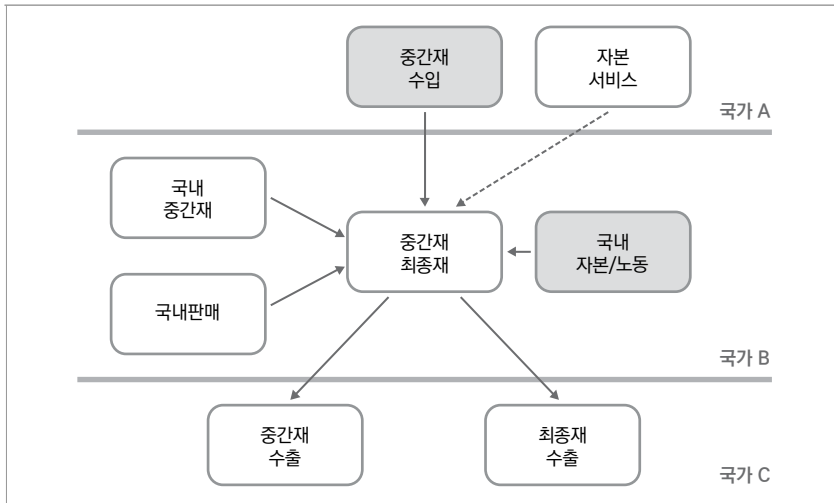 중간재
수입
자본
서비스
국가 A
국내
중간재
중간재
최종재
국내
자본/노동
국내판매
국가 B
중간재
수출
최종재
수출
국가 C